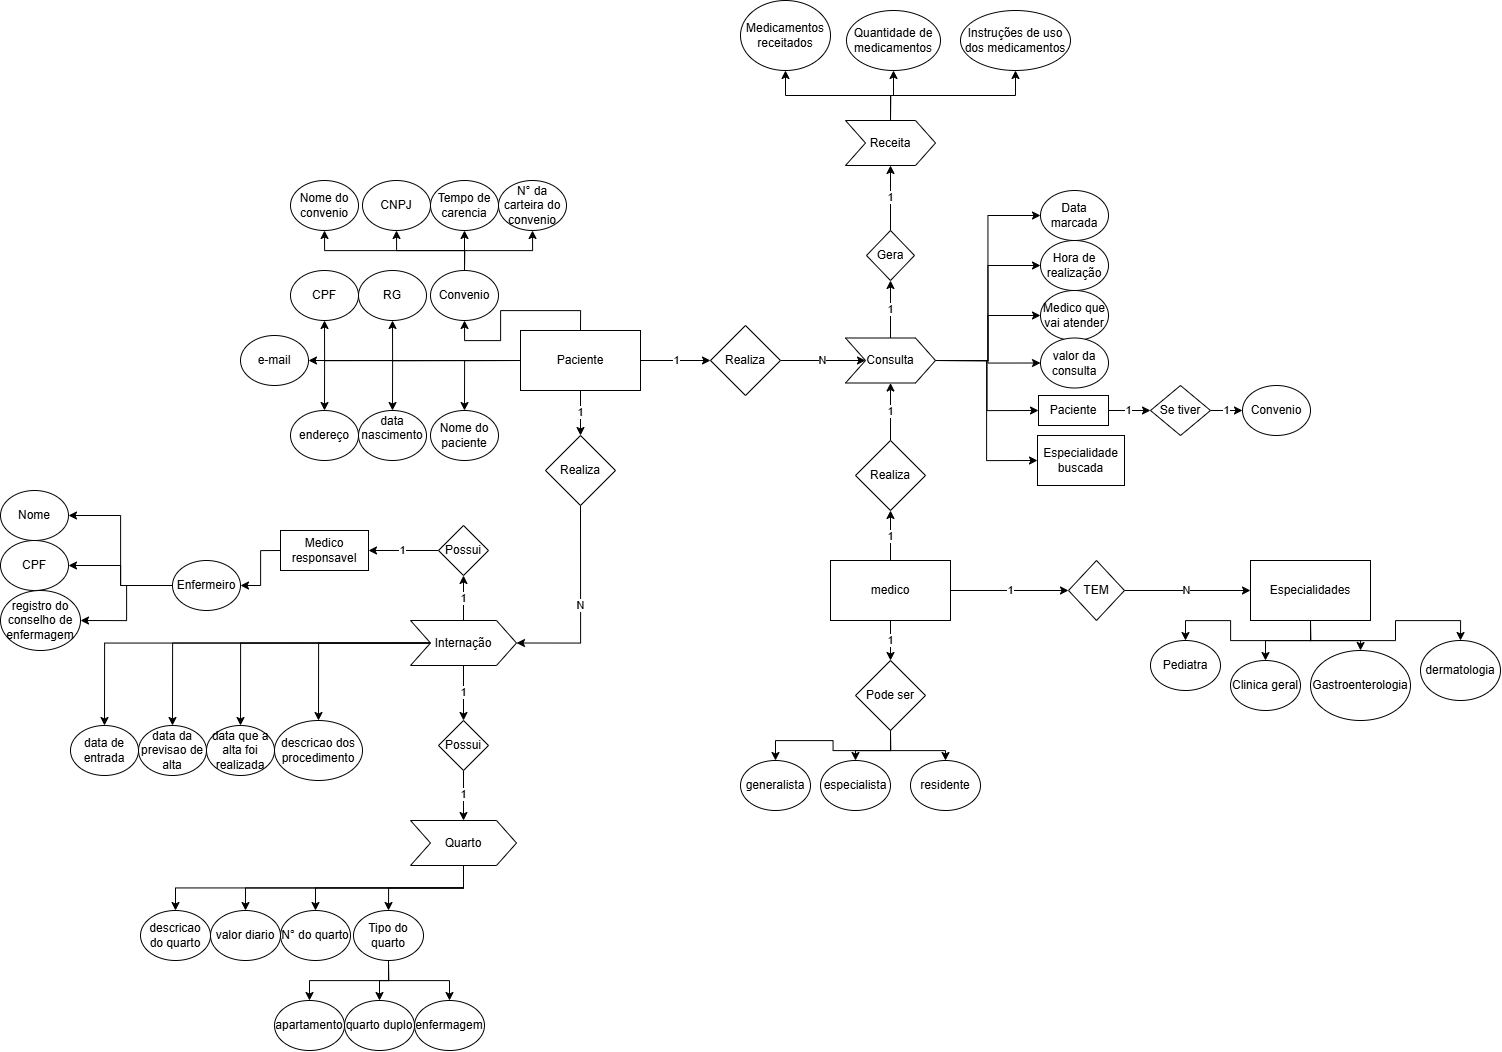 Medicamentos
receitados
Quantidade de
medicamentos
Instruções de uso
dos medicamentos
Receita
1
Gera
1
Nome do
convenio
CNPJ
Tempo de
carencia
N° da
carteira do
convenio
CPF
RG
Convenio
e-mail
Paciente
1
Realiza
N
Consulta
endereço
data
nascimento
Nome do
paciente
1
Realiza
N
Data
marcada
Hora de
realização
Medico que
vai atender
valor da
consulta
Paciente
1
Se tiver
1
Convenio
Especialidade
buscada
1
Realiza
1
medico
1
TEM
N
Especialidades
Pediatra
Clinica geral
Gastroenterologia
dermatologia
1
Pode ser
generalista
especialista
residente
Nome
CPF
registro do
conselho de
enfermagem
Enfermeiro
Medico
responsavel
1
Possui
1
Internação
data de
entrada
data da
previsao de
alta
data que a
alta foi
realizada
descricao dos
procedimento
1
Possui
1
Quarto
descricao
do quarto
valor diario
N° do quarto
Tipo do
quarto
apartamento
quarto duplo
enfermagem